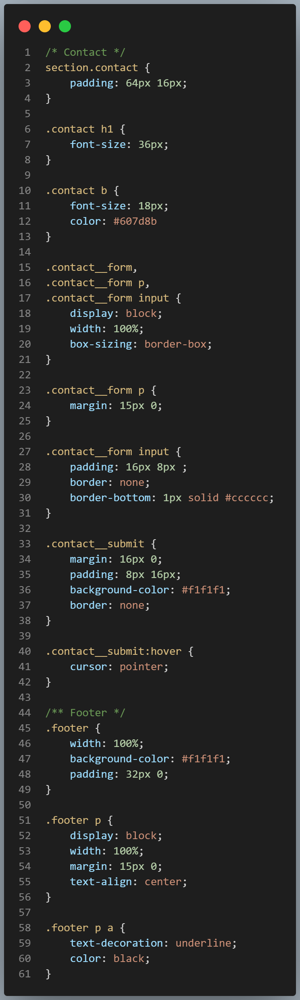 1 /* Contact */
2 section.contact {
3     padding: 64px 16px;
4 }
5
6 .contact h1 {
7     font-size: 36px;
8 }
9
10 .contact b {
11     font-size: 18px;
12     color: #607d8b
13 }
14
15 .contact__form,
16 .contact__form p,
17 .contact__form input {
18     display: block;
19     width: 100%;
20     box-sizing: border-box;
21 }
22
23 .contact__form p {
24     margin: 15px 0;
25 }
26
27 .contact__form input {
28     padding: 16px 8px ;
29     border: none;
30     border-bottom: 1px solid #cccccc;
31 }
32
33 .contact__submit {
34     margin: 16px 0;
35     padding: 8px 16px;
36     background-color: #f1f1f1;
37     border: none;
38 }
39
40 .contact__submit:hover {
41     cursor: pointer;
42 }
43
44 /** Footer */
45 .footer {
46     width: 100%;
47     background-color: #f1f1f1;
48     padding: 32px 0;
49 }
50
51 .footer p {
52     display: block;
53     width: 100%;
54     margin: 15px 0;
55     text-align: center;
56 }
57
58 .footer p a {
59     text-decoration: underline;
60     color: black;
61 }